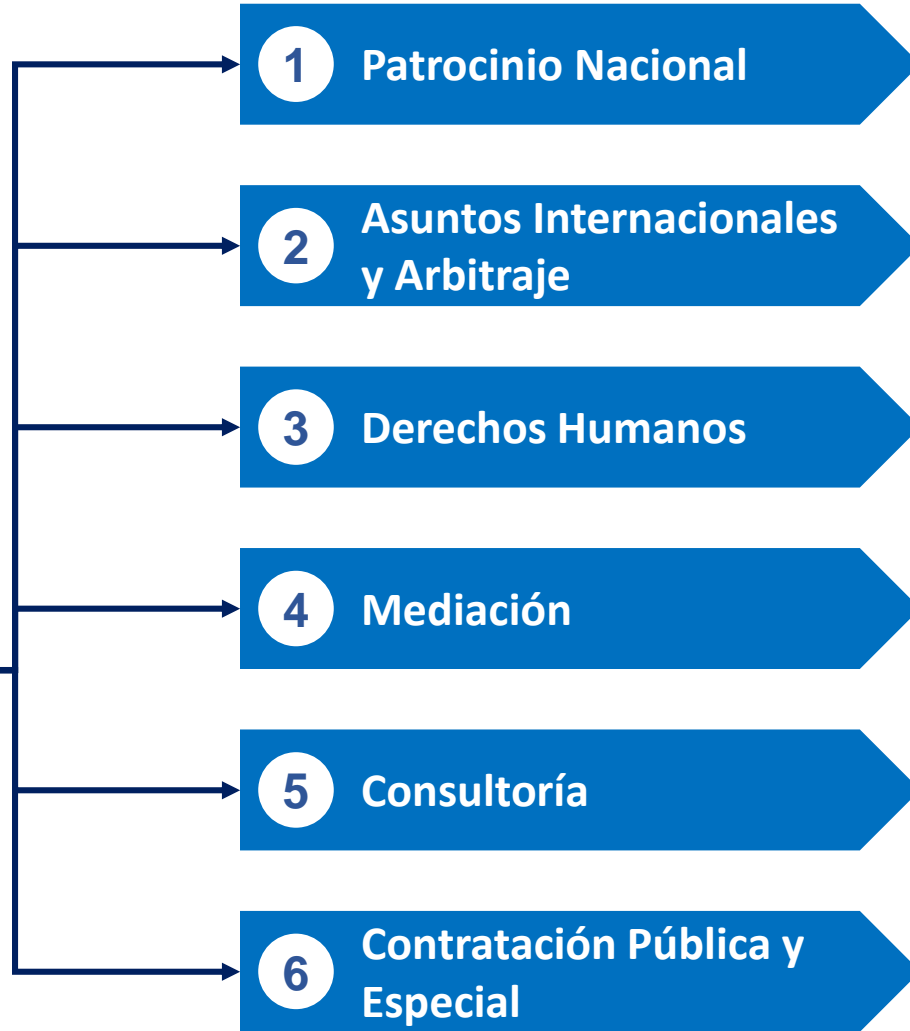 1 Patrocinio Nacional
2 Asuntos Internacionales
y Arbitraje
3 Derechos Humanos
4 Mediación
5 Consultoría
6 Contratación Pública y
Especial